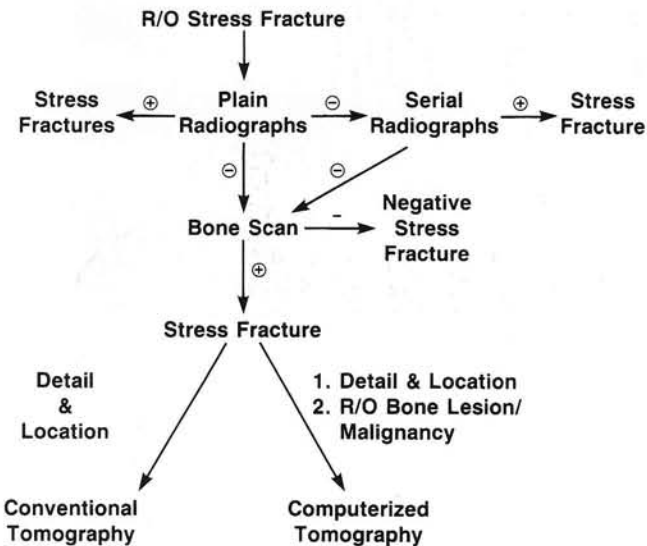 R/O Stress Fracture
Stress
Fractures
⊕
Plain
Radiographs
⊖
Serial
Radiographs
⊕
Stress
Fracture
⊖
⊖
Bone Scan
–
Negative
Stress
Fracture
⊕
Stress Fracture
Detail
&
Location
1. Detail & Location
2. R/O Bone Lesion/
Malignancy
Conventional
Tomography
Computerized
Tomography